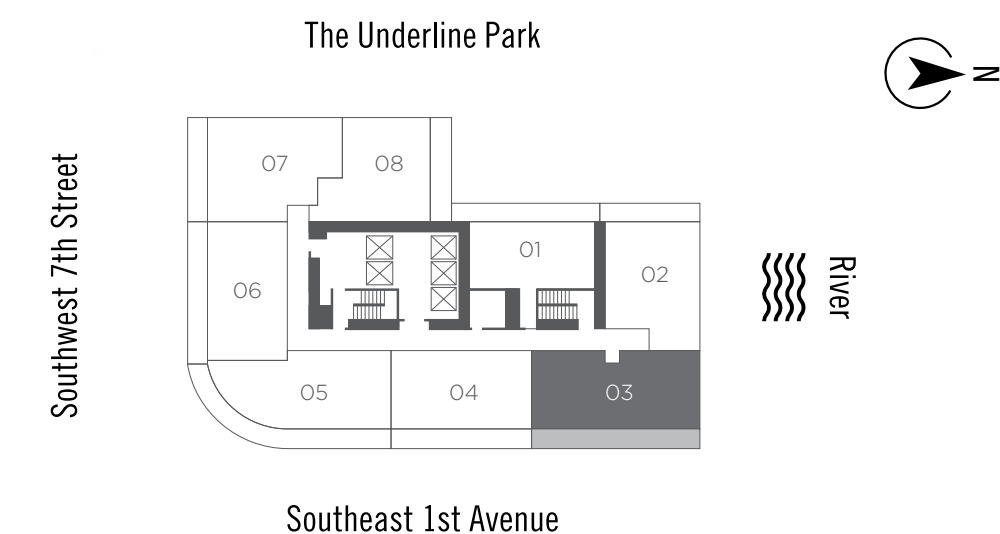 The Underline Park
N
Southwest 7th Street
07
08
01
02
06
River
05
04
03
Southeast 1st Avenue